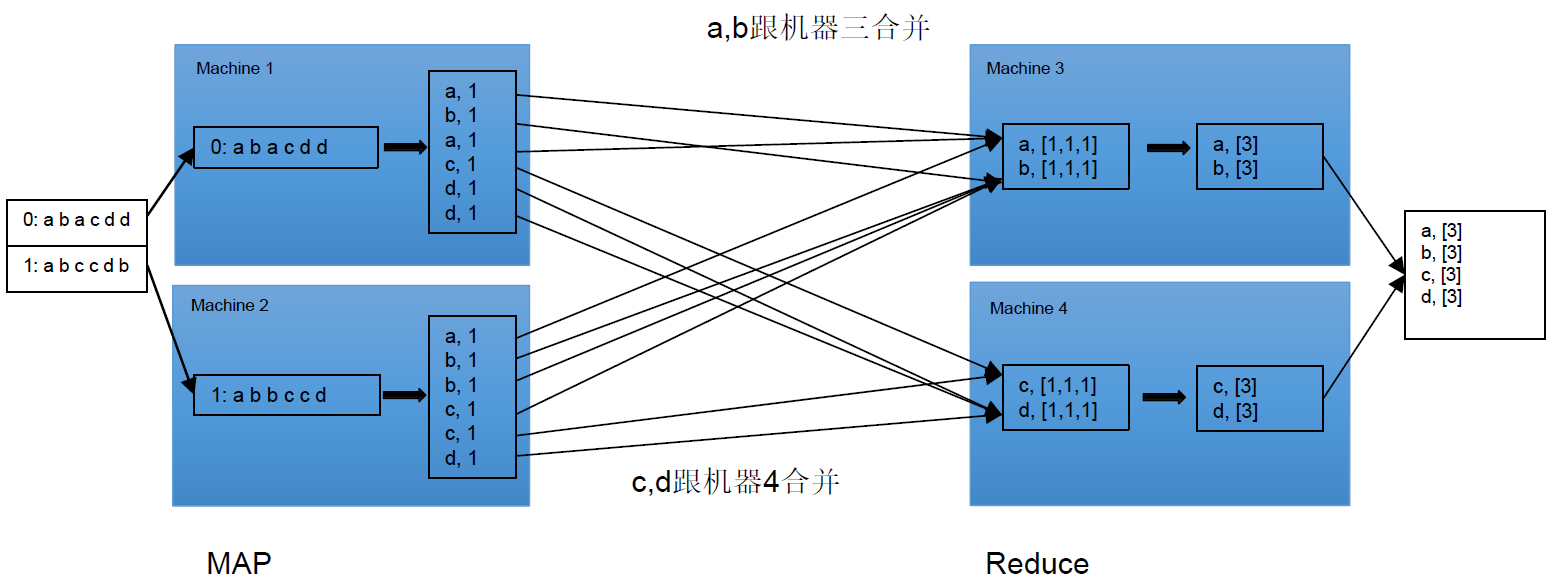 a,b跟机器三合并
Machine 1
a, 1
b, 1
a, 1
c, 1
d, 1
d, 1
0: a b a c d d
0: a b a c d d
1: a b c c d b
Machine 2
a, 1
b, 1
b, 1
c, 1
c, 1
d, 1
1: a b b c c d
Machine 3
a, [1,1,1]
b, [1,1,1]
a, [3]
b, [3]
Machine 4
c, [1,1,1]
d, [1,1,1]
c, [3]
d, [3]
a, [3]
b, [3]
c, [3]
d, [3]
c,d跟机器4合并
MAP
Reduce